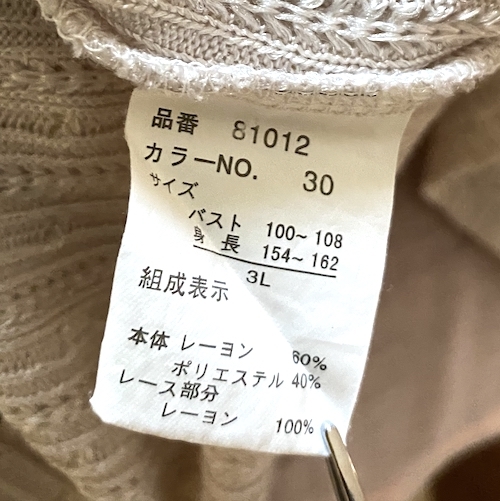 品番 81012
カラーNO. 30
サイズ
バスト 100~108
身長 154~162
3L
組成表示
本体 レーヨン 60%
ポリエステル 40%
レース部分
レーヨン 100%